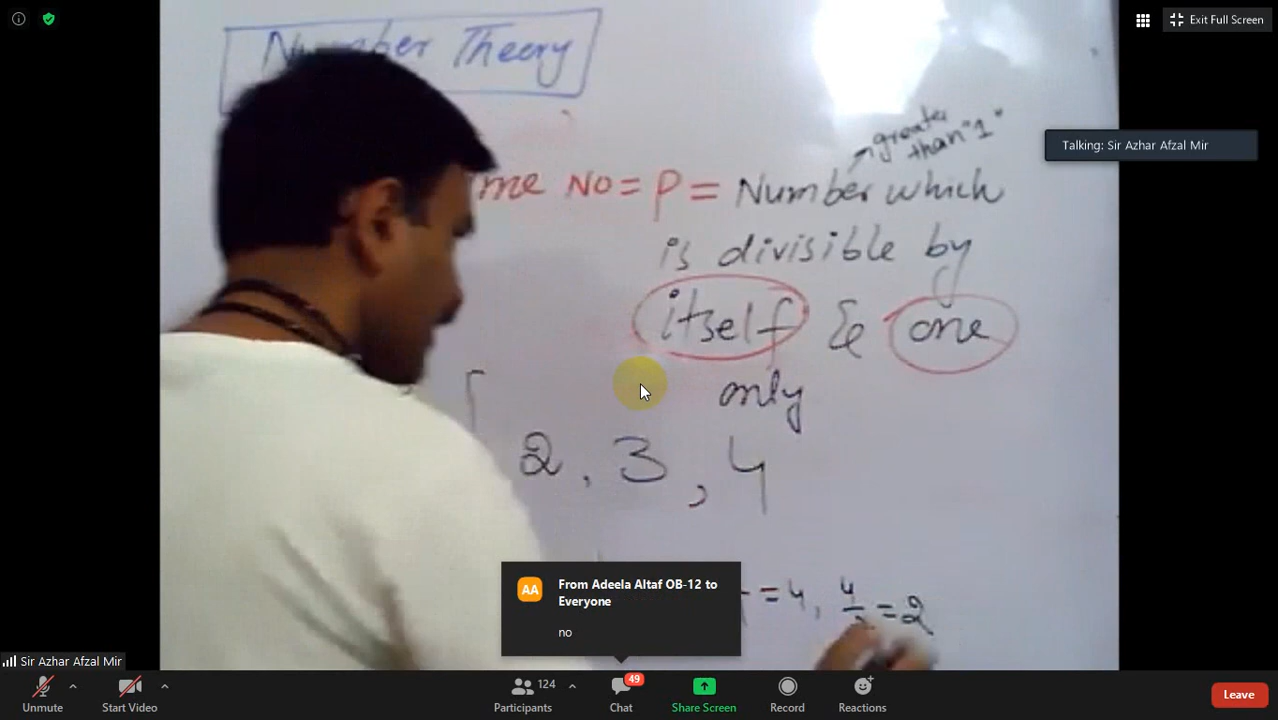 Exit Full Screen
Number Theory
greater
than "1"
Talking: Sir Azhar Afzal Mir
me No = P = Number which
is divisible by
itself & one
only
2, 3, 4
From Adeela Altaf OB-12 to
Everyone
no
= 4, 4/2 = 2
Sir Azhar Afzal Mir
Unmute
Start Video
124
Participants
49
Chat
Share Screen
Record
Reactions
Leave